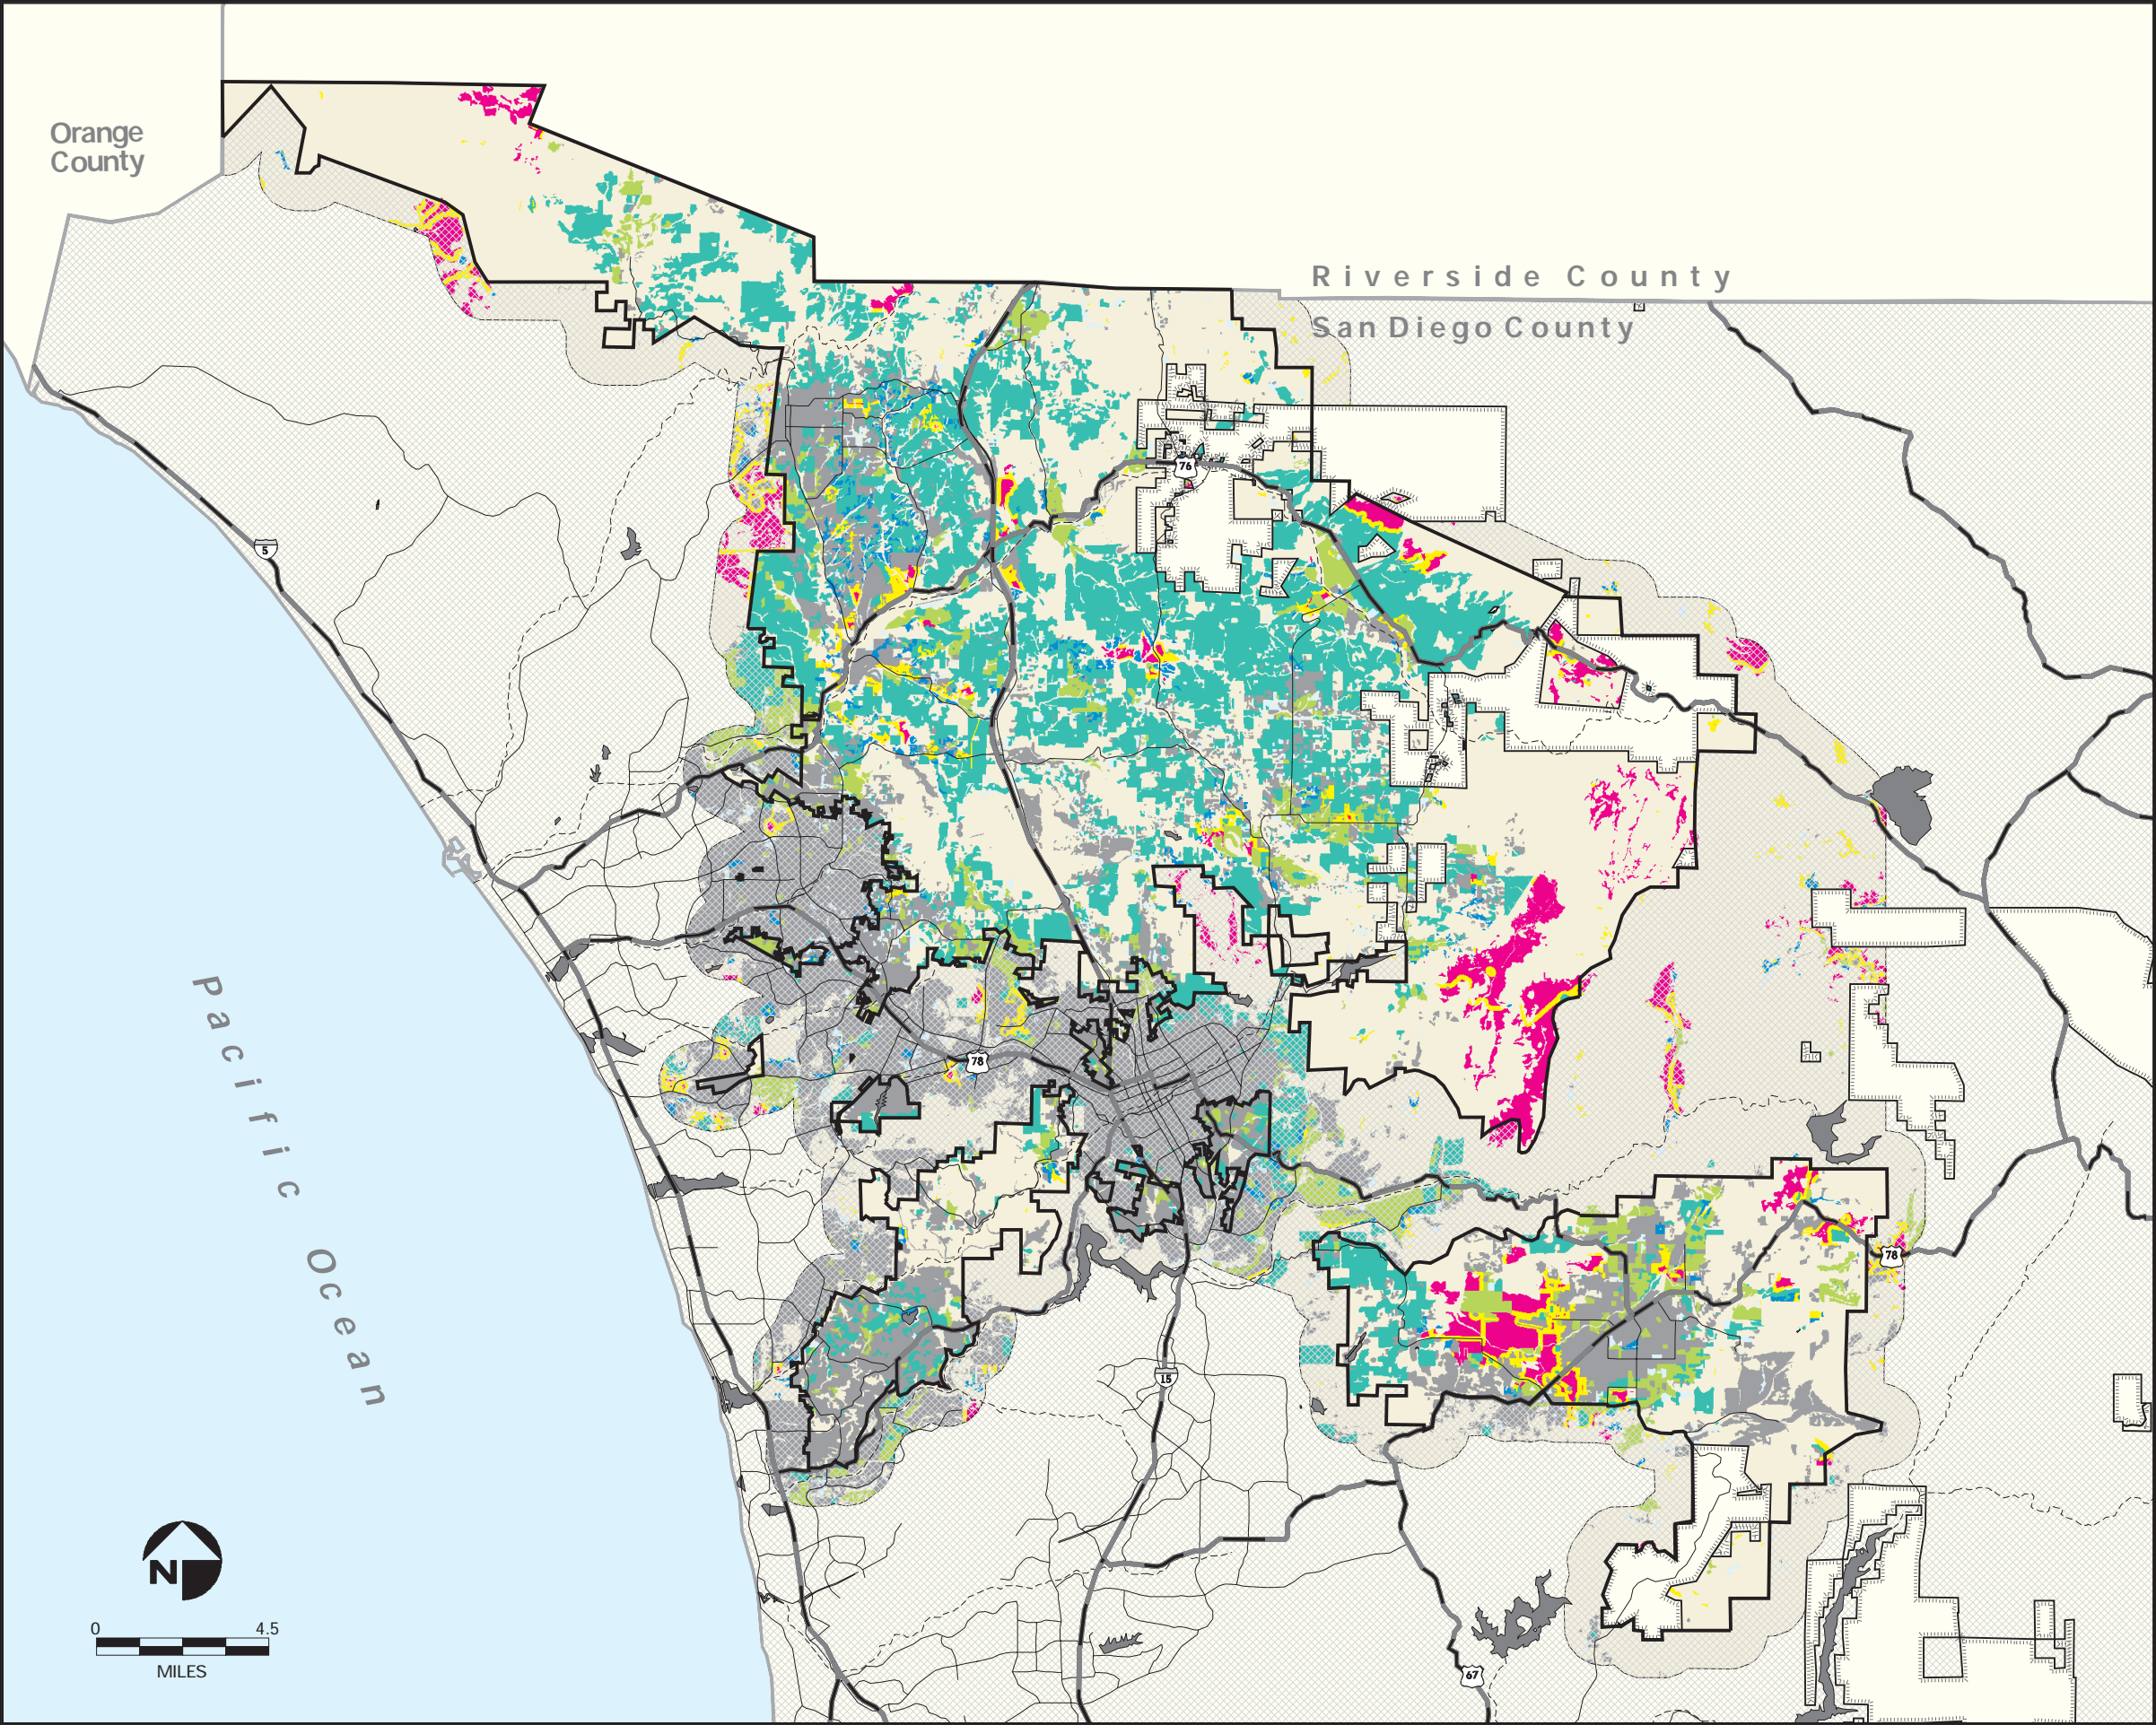 Orange
County
Riverside County
San Diego County
76
5
78
Pacific Ocean
78
15
N
0 4.5
MILES
67